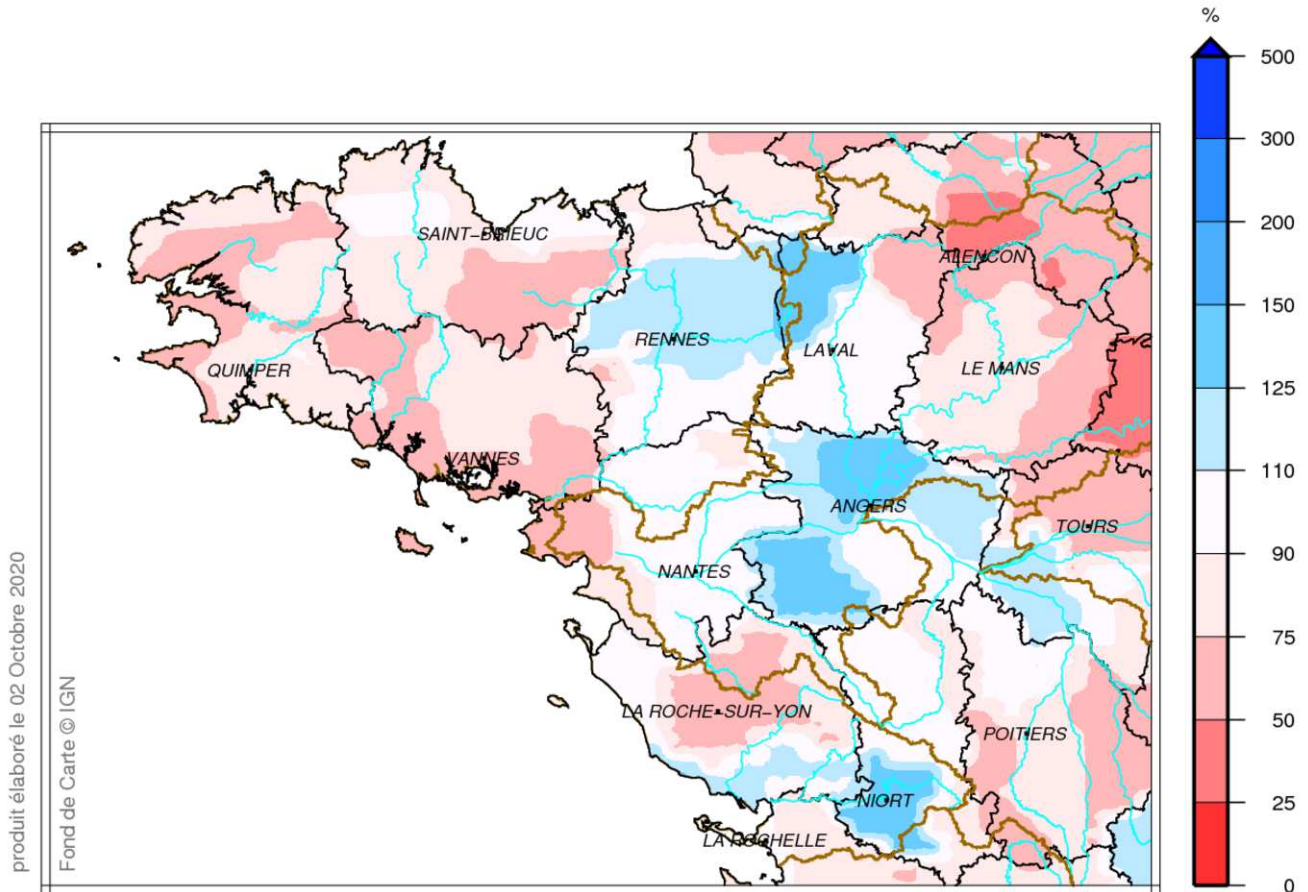 %
500
300
200
150
125
110
90
75
50
25
0
SAINT-BRIEUC
ALENCON
RENNES
LAVAL
QUIMPER
LE MANS
VANNES
ANGERS
TOURS
NANTES
LA ROCHE-SUR-YON
POITIERS
NIORT
LA ROCHELLE
produit élaboré le 02 Octobre 2020
Fond de Carte © IGN